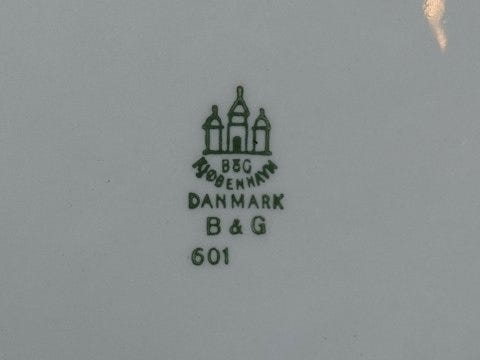 B&G
KJØBENHAVN
DANMARK
B & G
601